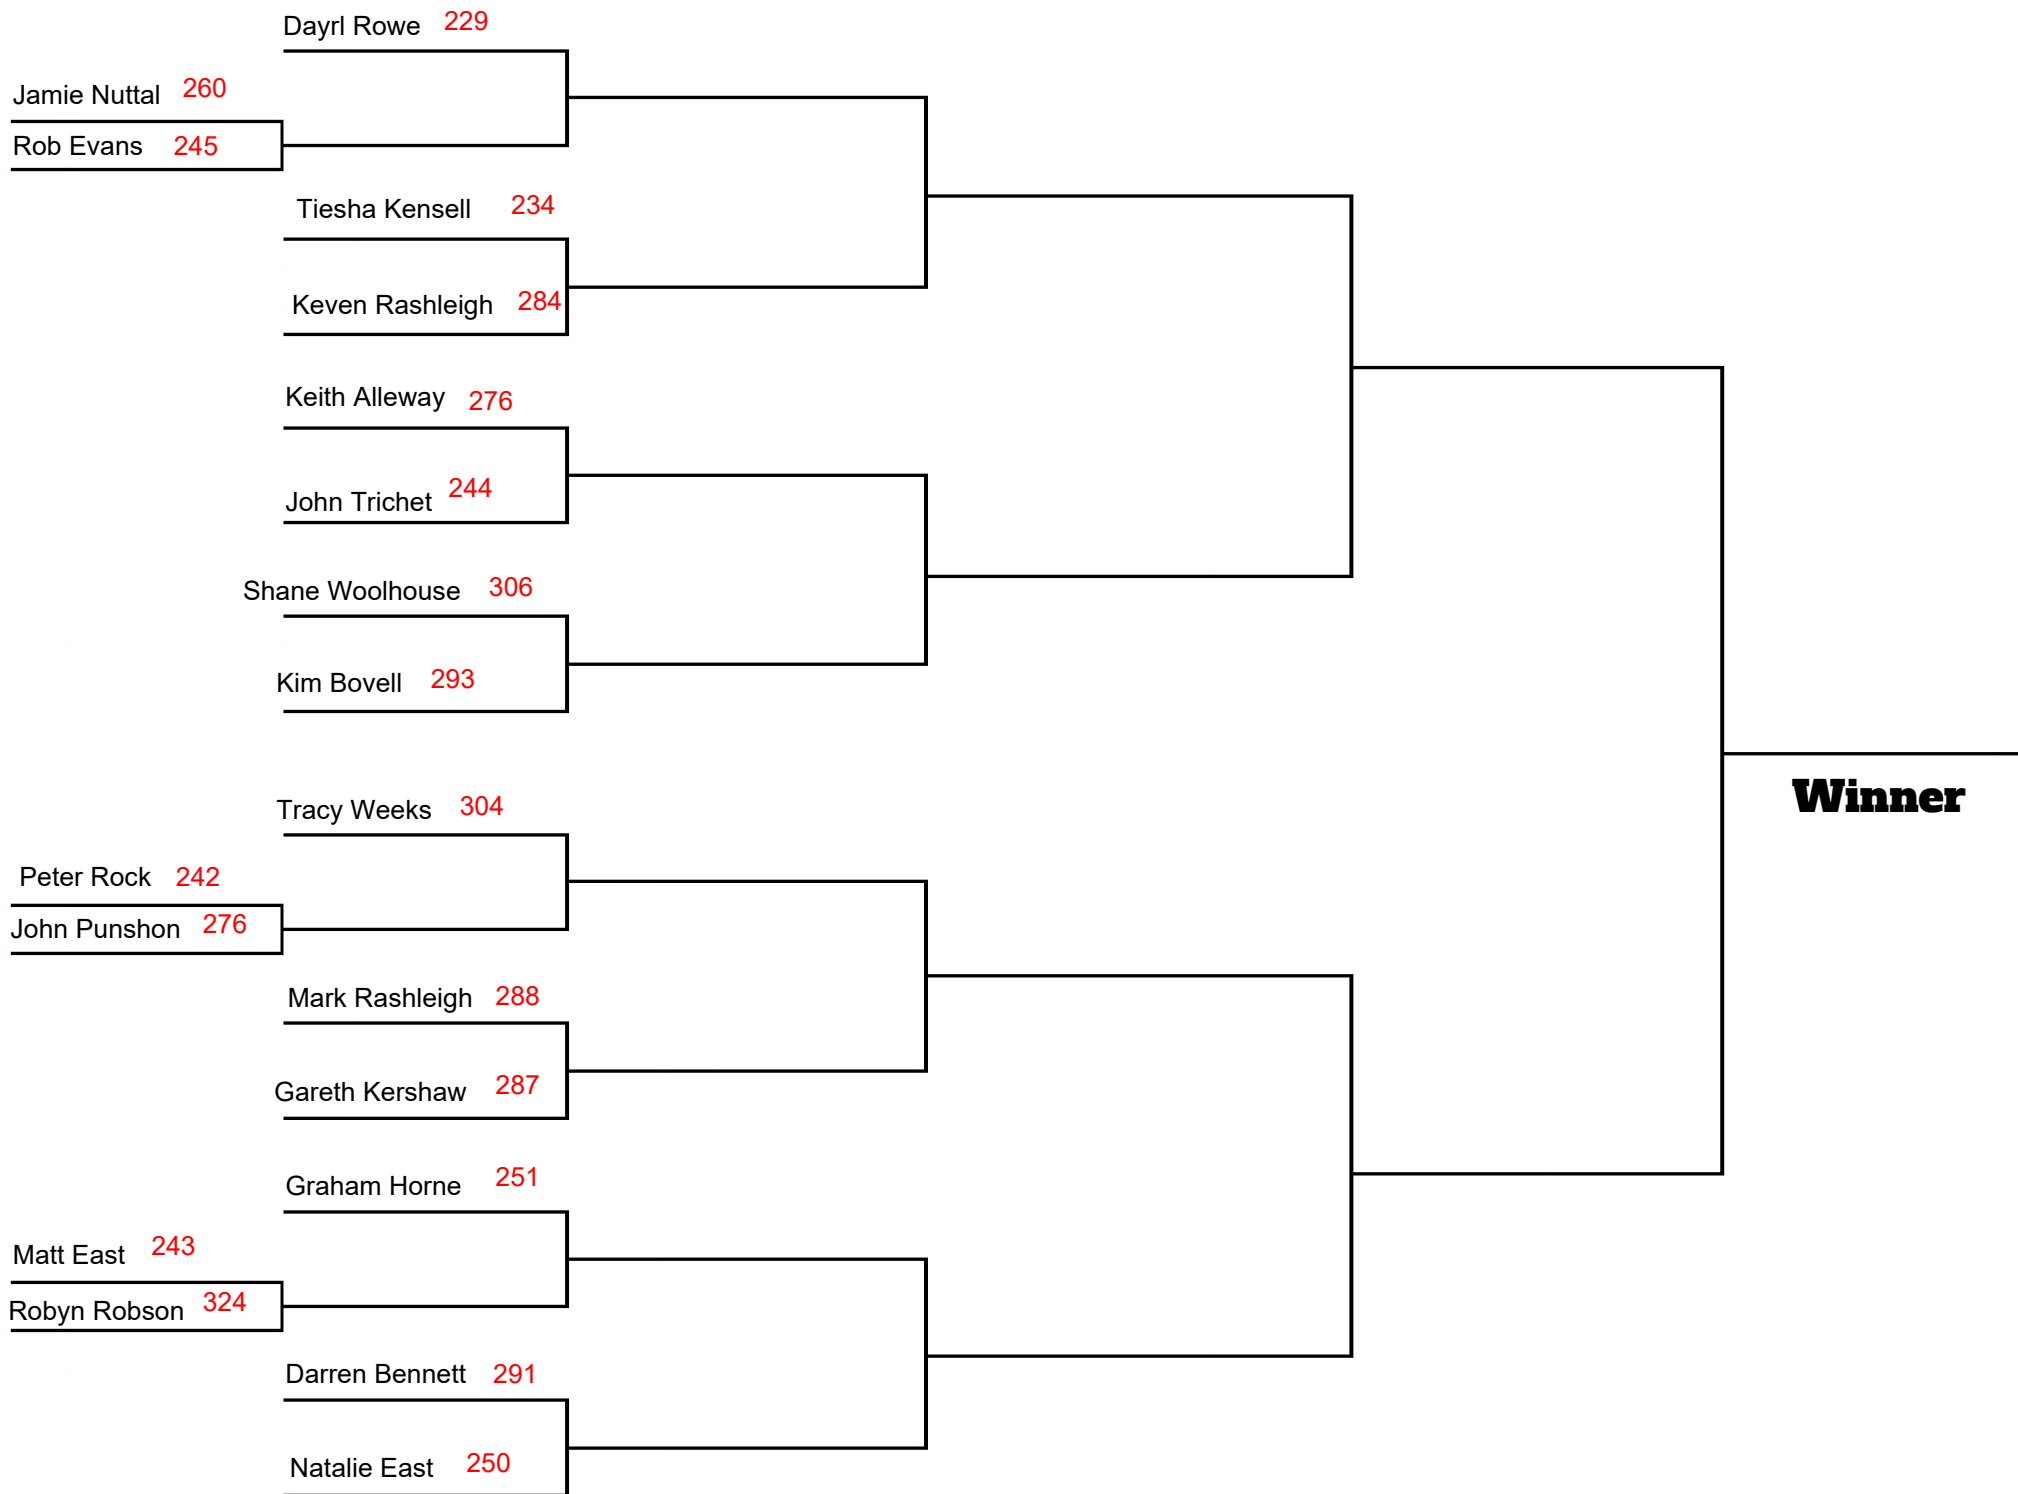 Dayrl Rowe 229
Jamie Nuttal 260
Rob Evans 245
Tiesha Kensell 234
Keven Rashleigh 284
Keith Alleway 276
John Trichet 244
Shane Woolhouse 306
Kim Bovell 293
Winner
Tracy Weeks 304
Peter Rock 242
John Punshon 276
Mark Rashleigh 288
Gareth Kershaw 287
Graham Horne 251
Matt East 243
Robyn Robson 324
Darren Bennett 291
Natalie East 250